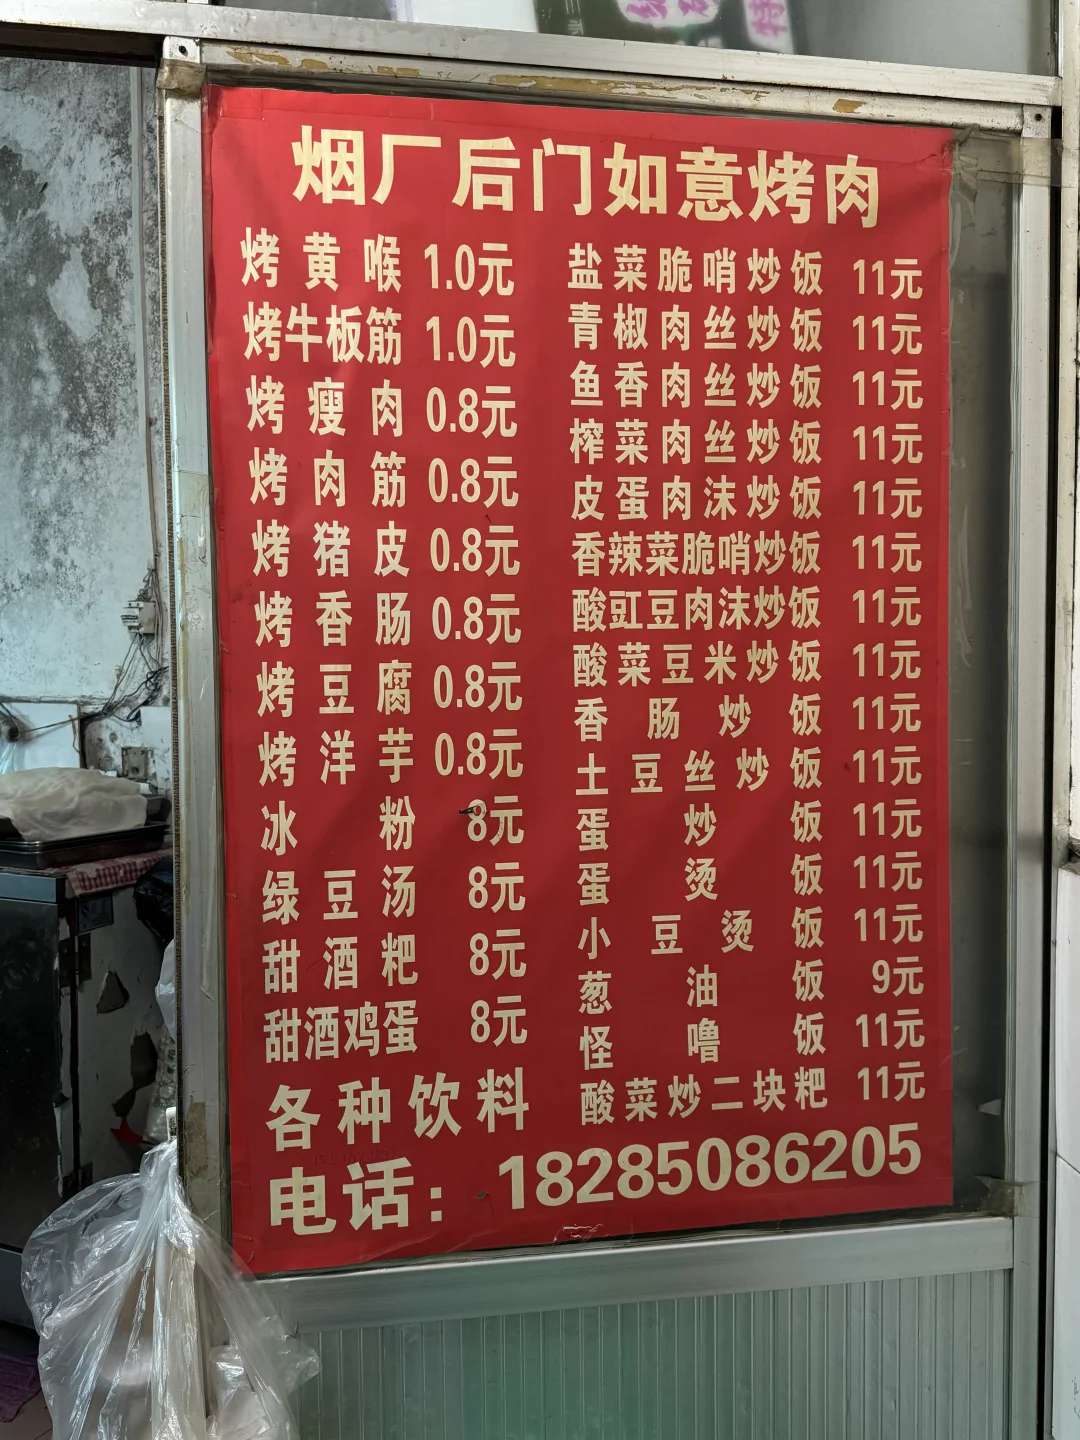 烟厂后门如意烤肉
烤黄喉 1.0元
烤牛板筋 1.0元
烤瘦肉 0.8元
烤肉筋 0.8元
烤猪皮 0.8元
烤香肠 0.8元
烤豆腐 0.8元
烤洋芋 0.8元
冰粉 8元
绿豆汤 8元
甜酒粑 8元
甜酒鸡蛋 8元
各种饮料
盐菜脆哨炒饭 11元
青椒肉丝炒饭 11元
鱼香肉丝炒饭 11元
榨菜肉丝炒饭 11元
皮蛋肉沫炒饭 11元
香辣菜脆哨炒饭 11元
酸豇豆肉沫炒饭 11元
酸菜豆米炒饭 11元
香肠炒饭 11元
土豆丝炒饭 11元
蛋炒饭 11元
蛋烫饭 11元
小豆烫饭 11元
葱油饭 9元
怪噜饭 11元
酸菜炒二块粑 11元
电话：18285086205